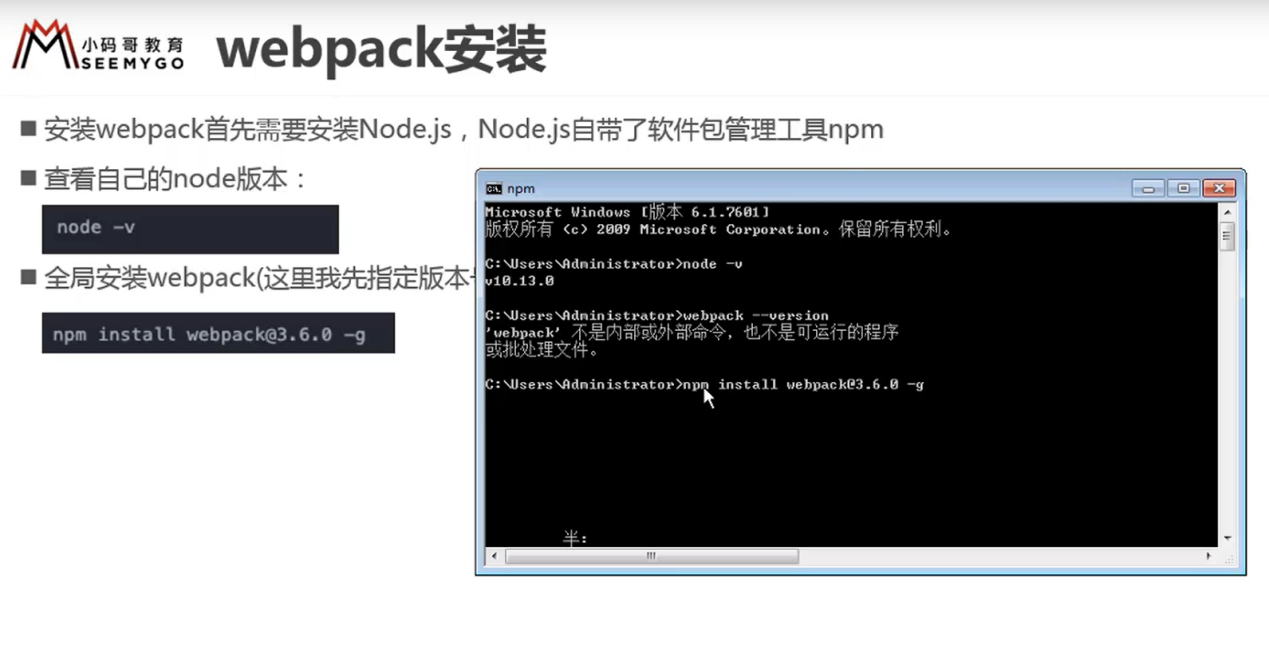 小码哥教育
SEEMYGO
webpack安装
■ 安装webpack首先需要安装Node.js，Node.js自带了软件包管理工具npm
■ 查看自己的node版本：
node -v
■ 全局安装webpack(这里我先指定版本
npm install webpack@3.6.0 -g
npm
Microsoft Windows [版本 6.1.7601]
版权所有 (c) 2009 Microsoft Corporation。保留所有权利。
C:\Users\Administrator>node -v
v10.13.0
C:\Users\Administrator>webpack --version
'webpack' 不是内部或外部命令，也不是可运行的程序
或批处理文件。
C:\Users\Administrator>npm install webpack@3.6.0 -g
半: